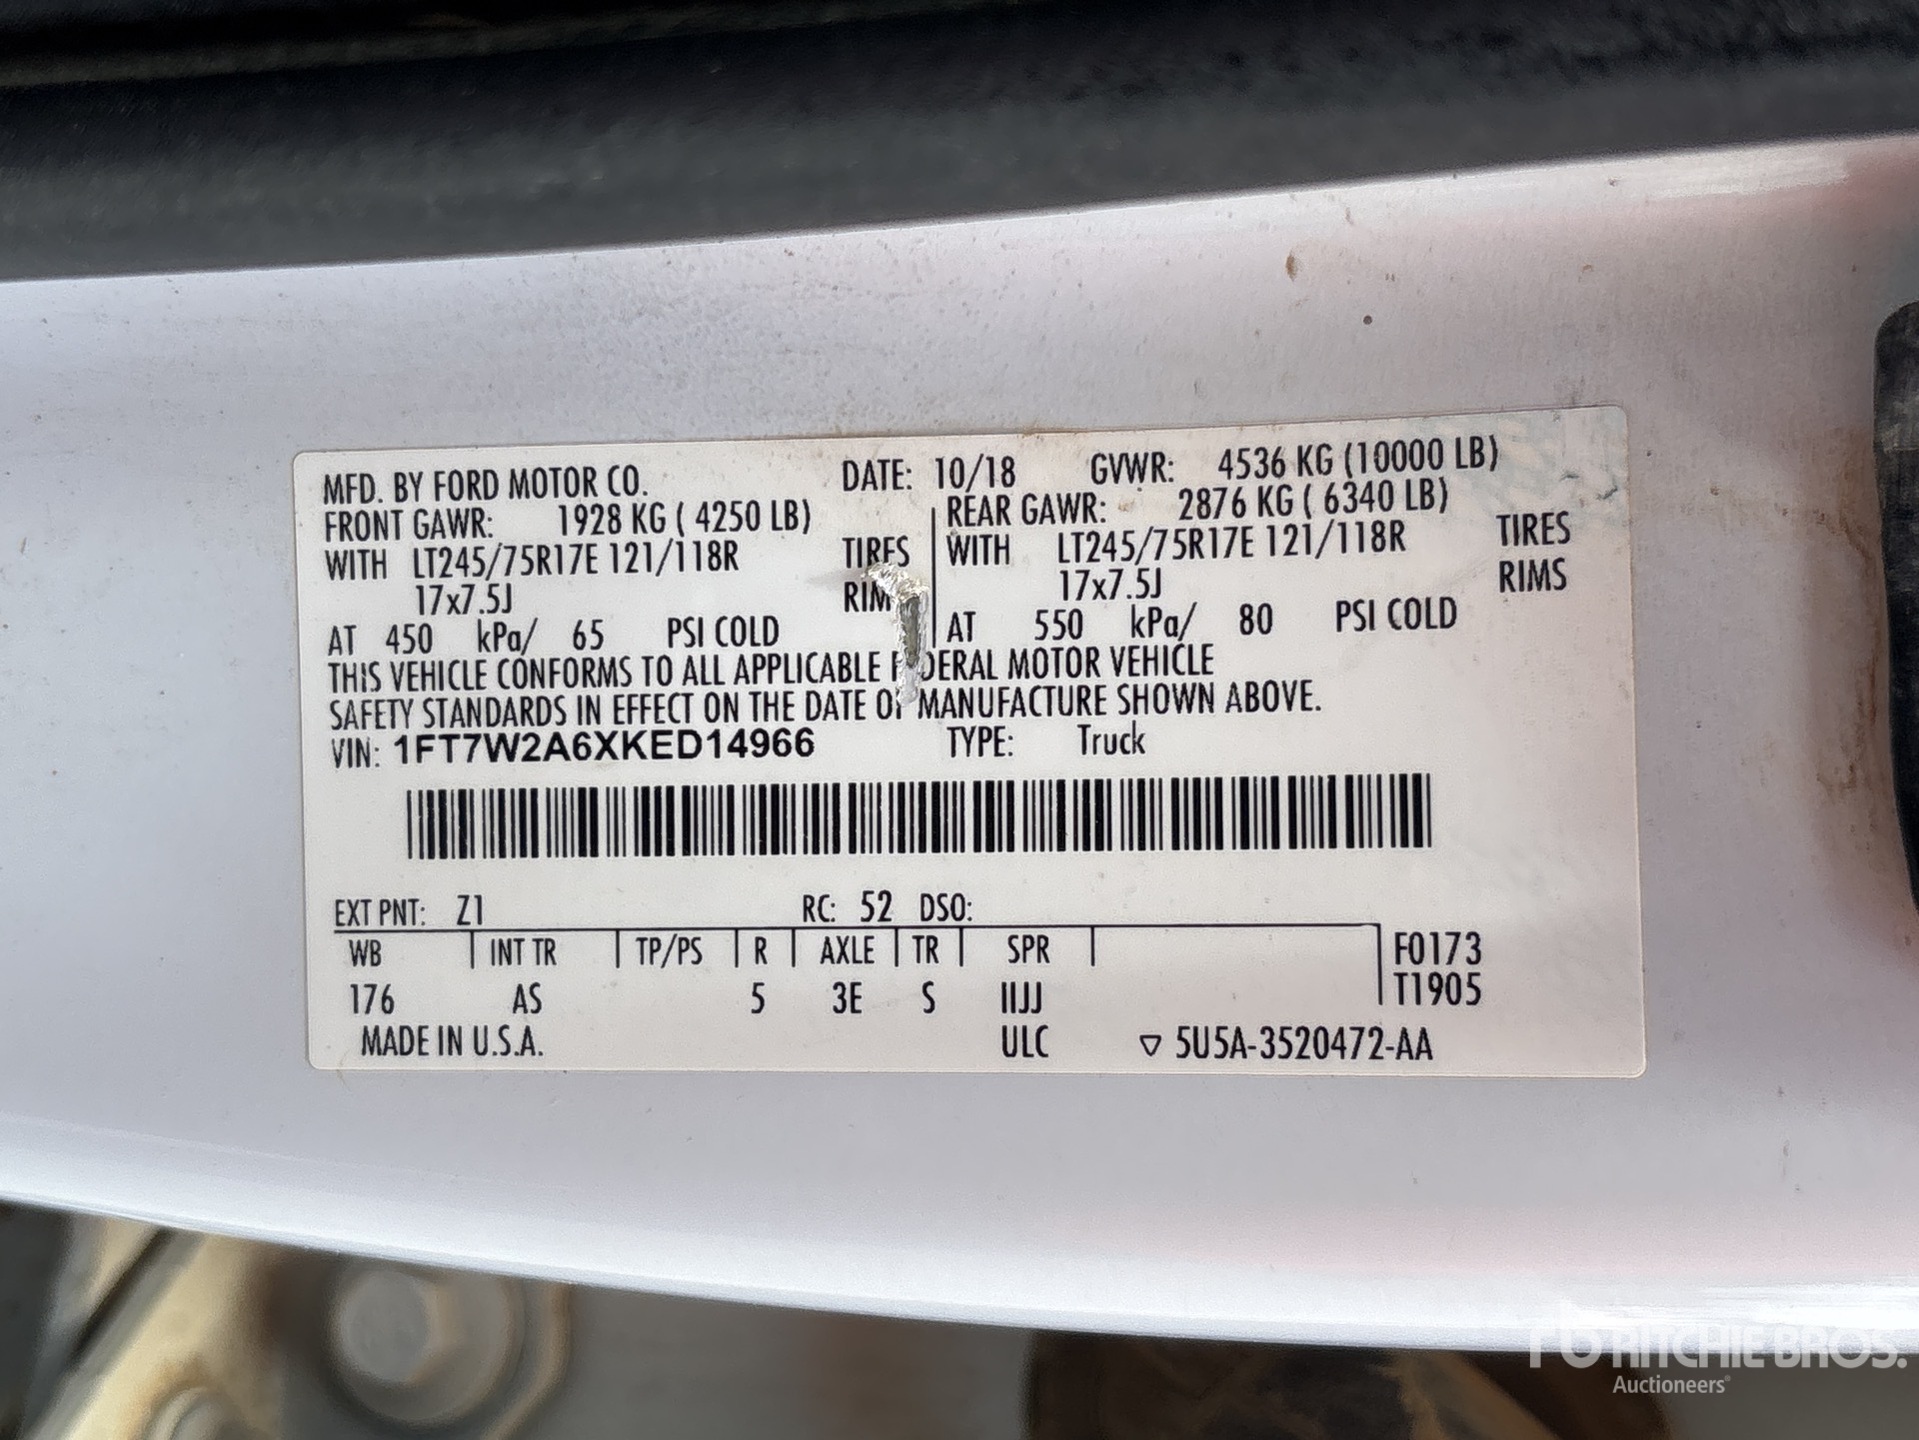 MFD. BY FORD MOTOR CO. DATE: 10/18 GVWR: 4536 KG (10000 LB)
FRONT GAWR: 1928 KG ( 4250 LB) REAR GAWR: 2876 KG ( 6340 LB)
WITH LT245/75R17E 121/118R TIRES WITH LT245/75R17E 121/118R TIRES
17x7.5J RIM 17x7.5J RIMS
AT 450 kPa/ 65 PSI COLD AT 550 kPa/ 80 PSI COLD
THIS VEHICLE CONFORMS TO ALL APPLICABLE FEDERAL MOTOR VEHICLE
SAFETY STANDARDS IN EFFECT ON THE DATE OF MANUFACTURE SHOWN ABOVE.
VIN: 1FT7W2A6XKED14966 TYPE: Truck
EXT PNT: Z1 RC: 52 DSO:
WB INT TR TP/PS R AXLE TR SPR F0173
176 AS 5 3E S IIJJ T1905
MADE IN U.S.A. ULC ▽ 5U5A-3520472-AA
rb RITCHIE BROS.
Auctioneers®